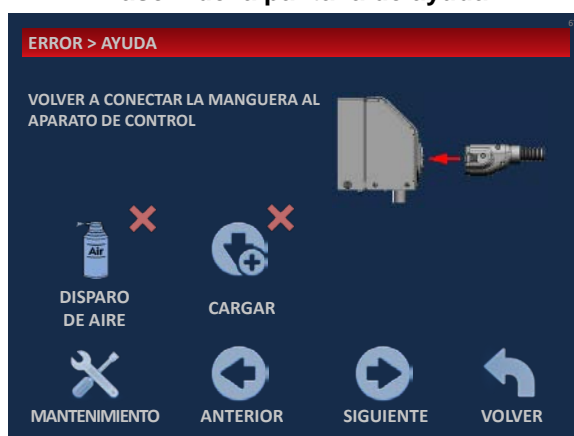 ERROR > AYUDA
VOLVER A CONECTAR LA MANGUERA AL
APARATO DE CONTROL
Air
DISPARO
DE AIRE
CARGAR
MANTENIMIENTO
ANTERIOR
SIGUIENTE
VOLVER